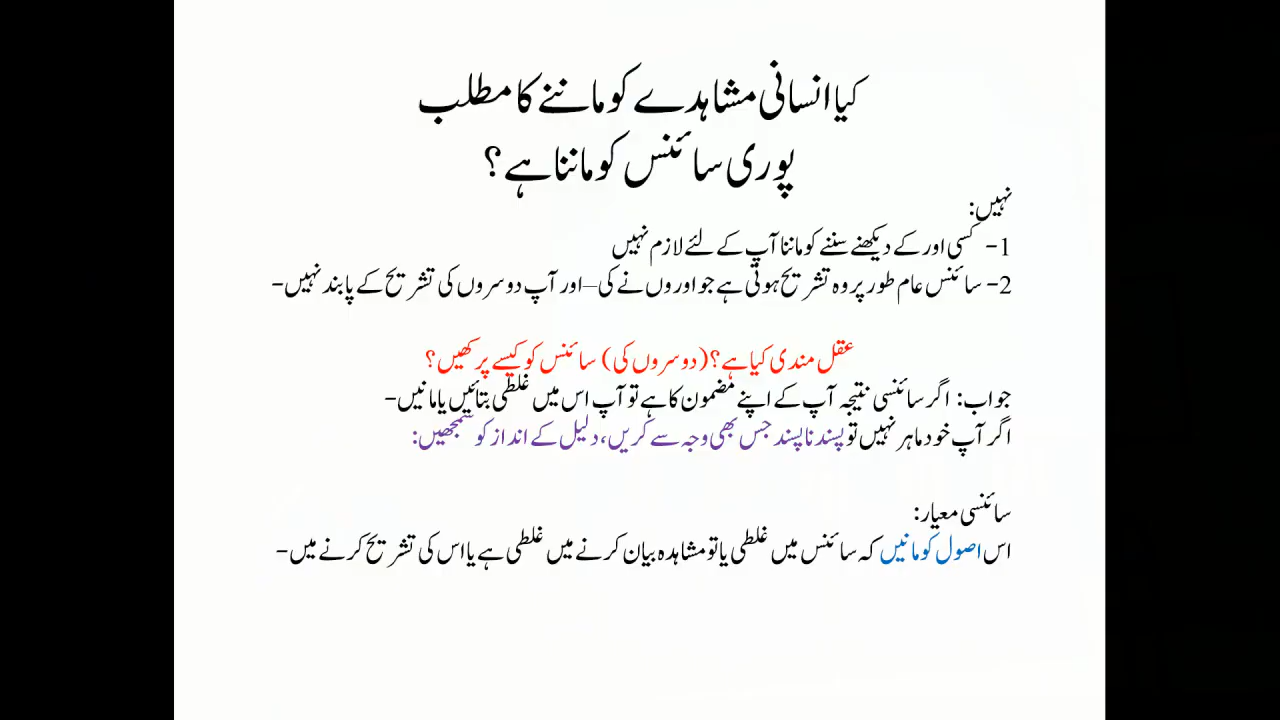 کیا انسانی مشاہدے کو ماننے کا مطلب
پوری سائنس کو ماننا ہے؟
نہیں:
1- کسی اور کے دیکھنے سننے کو ماننا آپ کے لئے لازم نہیں
2- سائنس عام طور پر وہ تشریح ہوتی ہے جو اوروں نے کی–اور آپ دوسروں کی تشریح کے پابند نہیں-
عقل مندی کیا ہے؟ (دوسروں کی) سائنس کو کیسے پرکھیں؟
جواب: اگر سائنسی نتیجہ آپ کے اپنے مضمون کا ہے تو آپ اس میں غلطی بتائیں یا مانیں-
اگر آپ خود ماہر نہیں تو پسند ناپسند جس بھی وجہ سے کریں، دلیل کے انداز کو سمجھیں:
سائنسی معیار:
اس اصول کو مانیں کہ سائنس میں غلطی یا تو مشاہدہ بیان کرنے میں غلطی ہے یا اس کی تشریح کرنے میں-